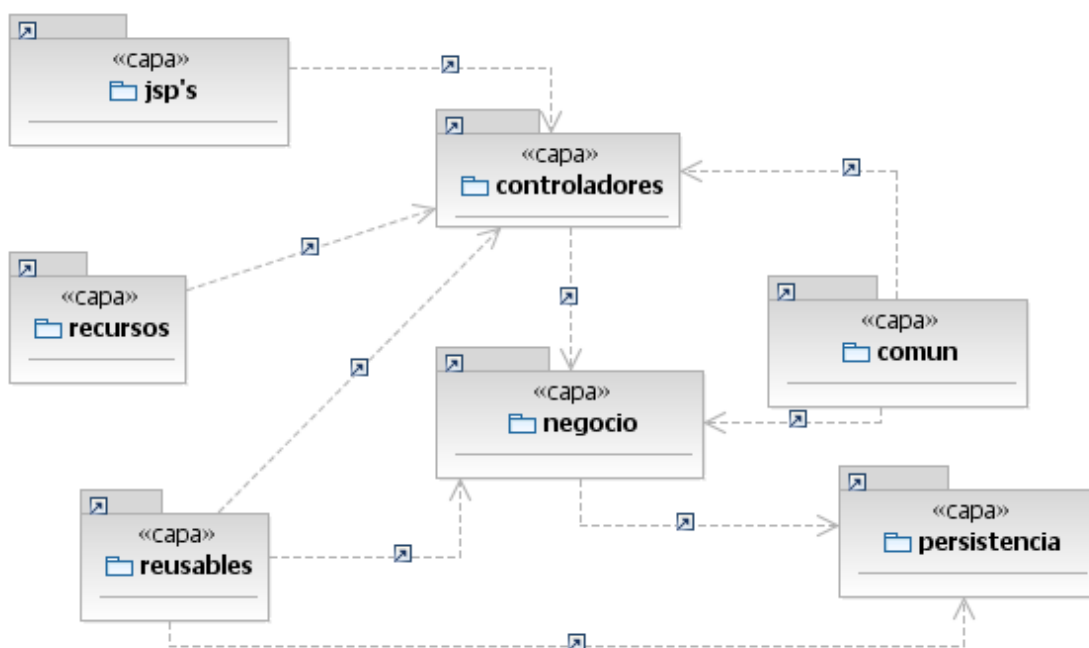 «capa»
jsp's
«capa»
controladores
«capa»
recursos
«capa»
comun
«capa»
negocio
«capa»
persistencia
«capa»
reusables